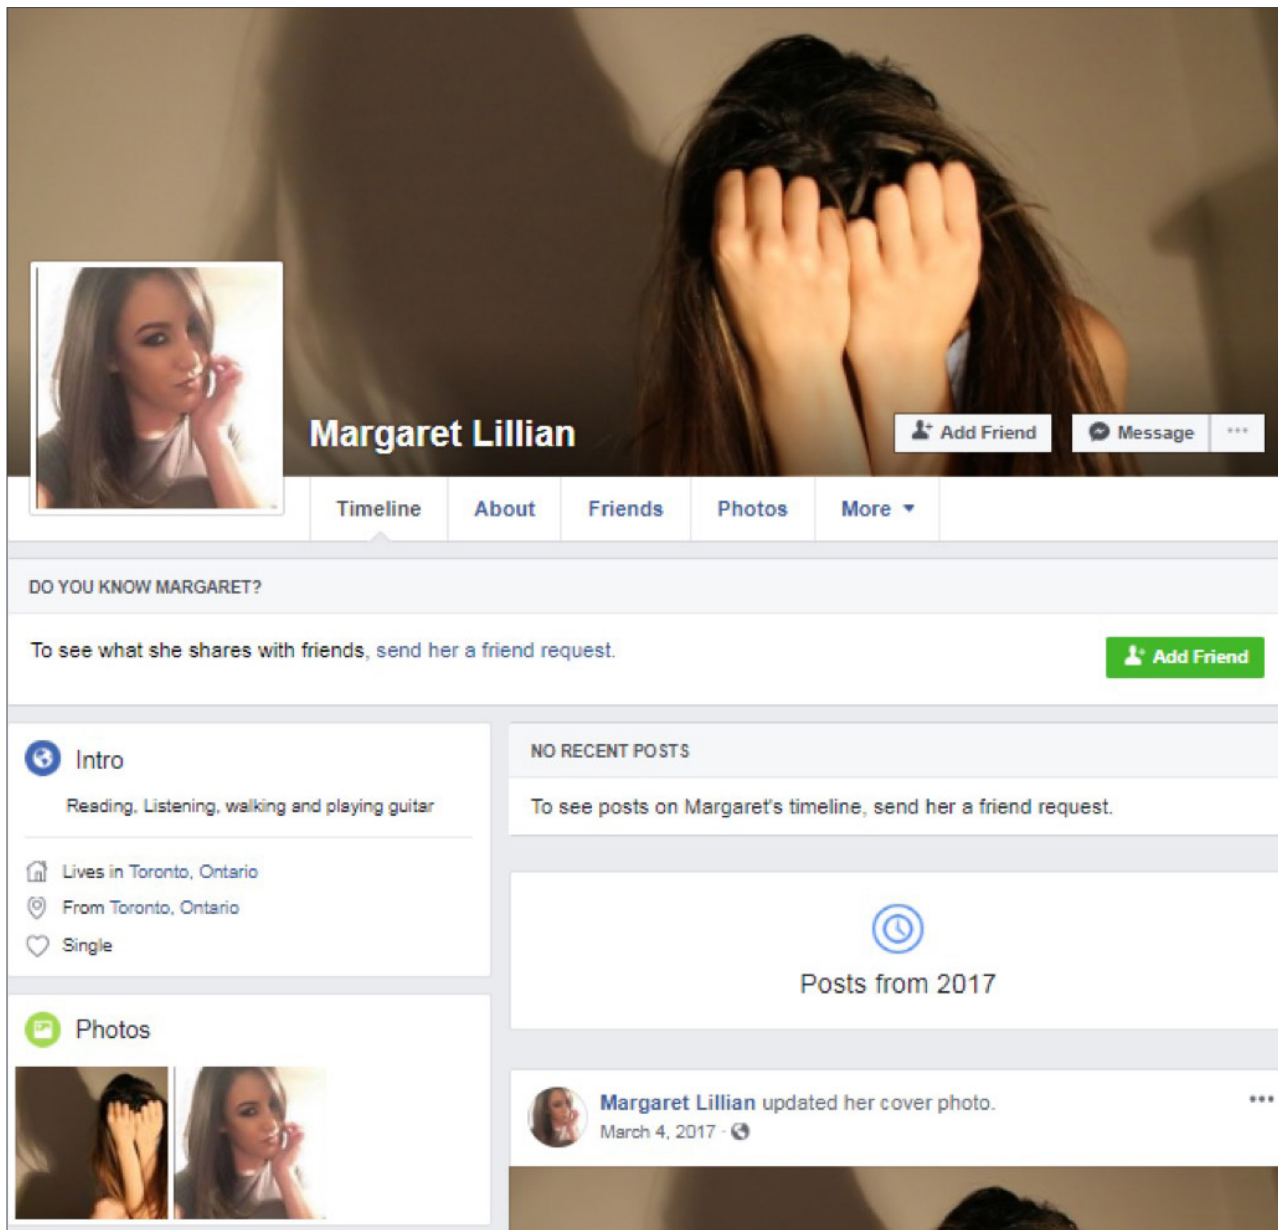 Margaret Lillian
Add Friend
Message
Timeline
About
Friends
Photos
More
DO YOU KNOW MARGARET?
To see what she shares with friends, send her a friend request.
Add Friend
Intro
Reading, Listening, walking and playing guitar
Lives in Toronto, Ontario
From Toronto, Ontario
Single
Photos
NO RECENT POSTS
To see posts on Margaret's timeline, send her a friend request.
Posts from 2017
Margaret Lillian updated her cover photo.
March 4, 2017 ·